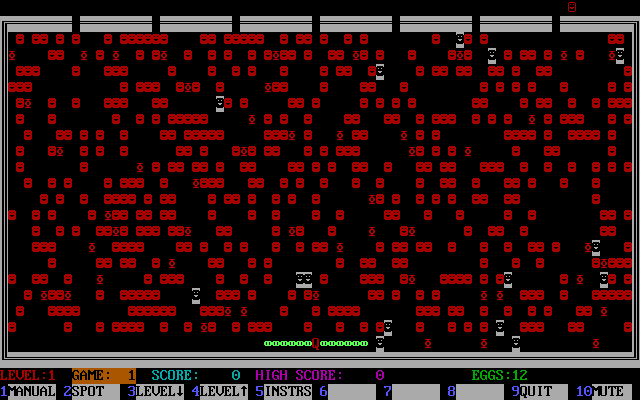 LEVEL:1 GAME: 1 SCORE: 0 HIGH SCORE: 0 EGGS:12
1MANUAL 2SPOT 3LEVEL↓ 4LEVEL↑ 5INSTRS 6 7 8 9QUIT 10MUTE